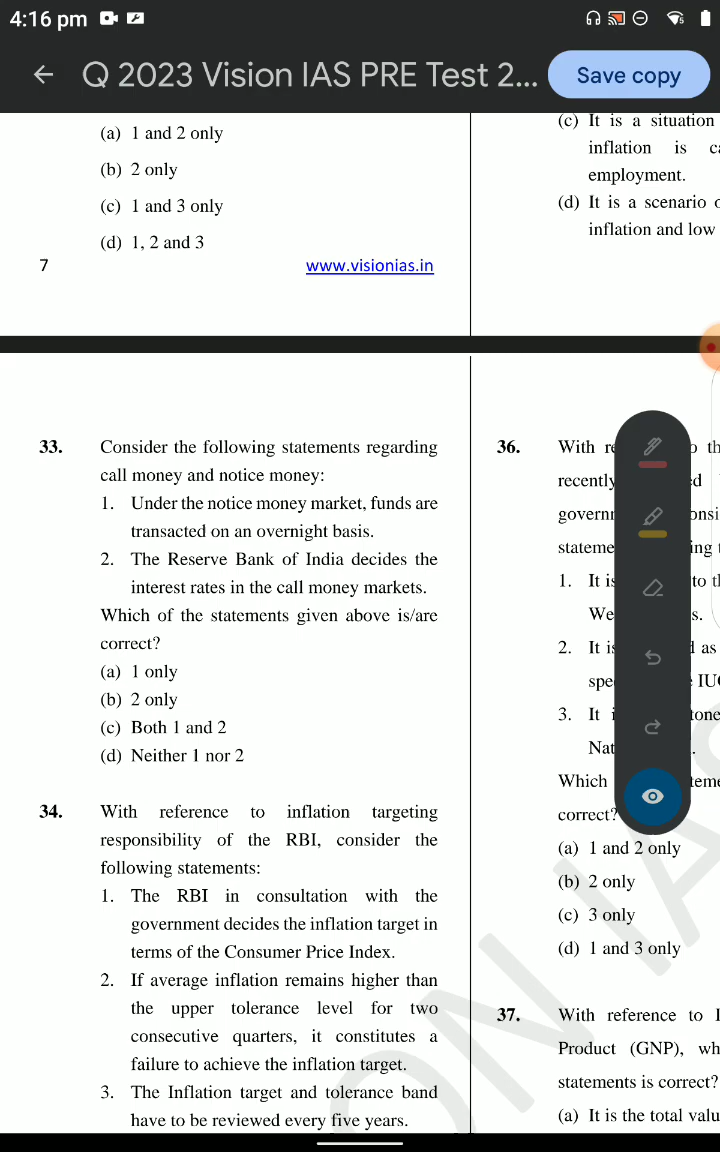 4:16 pm
Q 2023 Vision IAS PRE Test 2...
Save copy
(a) 1 and 2 only
(b) 2 only
(c) 1 and 3 only
(d) 1, 2 and 3
7
www.visionias.in
(c) It is a situation
inflation is
employment.
(d) It is a scenario
inflation and low
33. Consider the following statements regarding
call money and notice money:
1. Under the notice money market, funds are
transacted on an overnight basis.
2. The Reserve Bank of India decides the
interest rates in the call money markets.
Which of the statements given above is/are
correct?
(a) 1 only
(b) 2 only
(c) Both 1 and 2
(d) Neither 1 nor 2
34. With reference to inflation targeting
responsibility of the RBI, consider the
following statements:
1. The RBI in consultation with the
government decides the inflation target in
terms of the Consumer Price Index.
2. If average inflation remains higher than
the upper tolerance level for two
consecutive quarters, it constitutes a
failure to achieve the inflation target.
3. The Inflation target and tolerance band
have to be reviewed every five years.
36. With
recently
1. It
to
2. It
as
3. It
Which
correct?
(a) 1 and 2 only
(b) 2 only
(c) 3 only
(d) 1 and 3 only
37. With reference to
Product (GNP),
statements is correct?
(a) It is the total